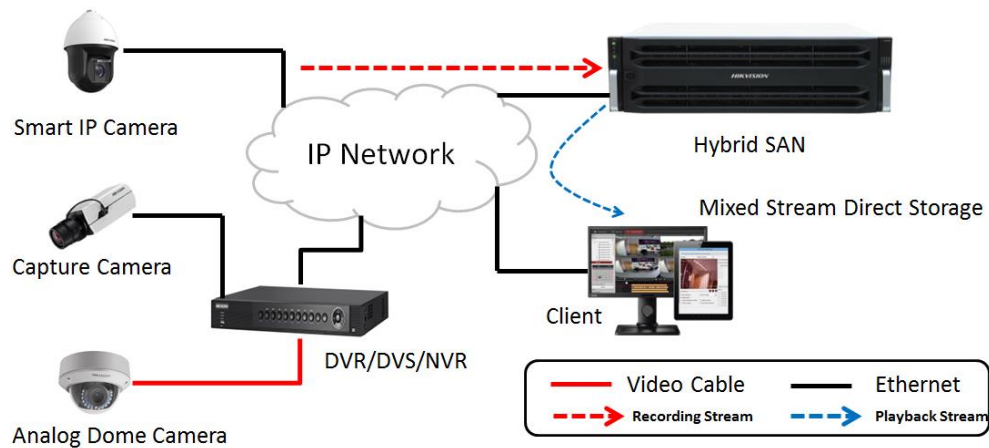 Smart IP Camera
IP Network
HIKVISION
Hybrid SAN
Capture Camera
Mixed Stream Direct Storage
Client
DVR/DVS/NVR
Analog Dome Camera
Video Cable
Ethernet
Recording Stream
Playback Stream